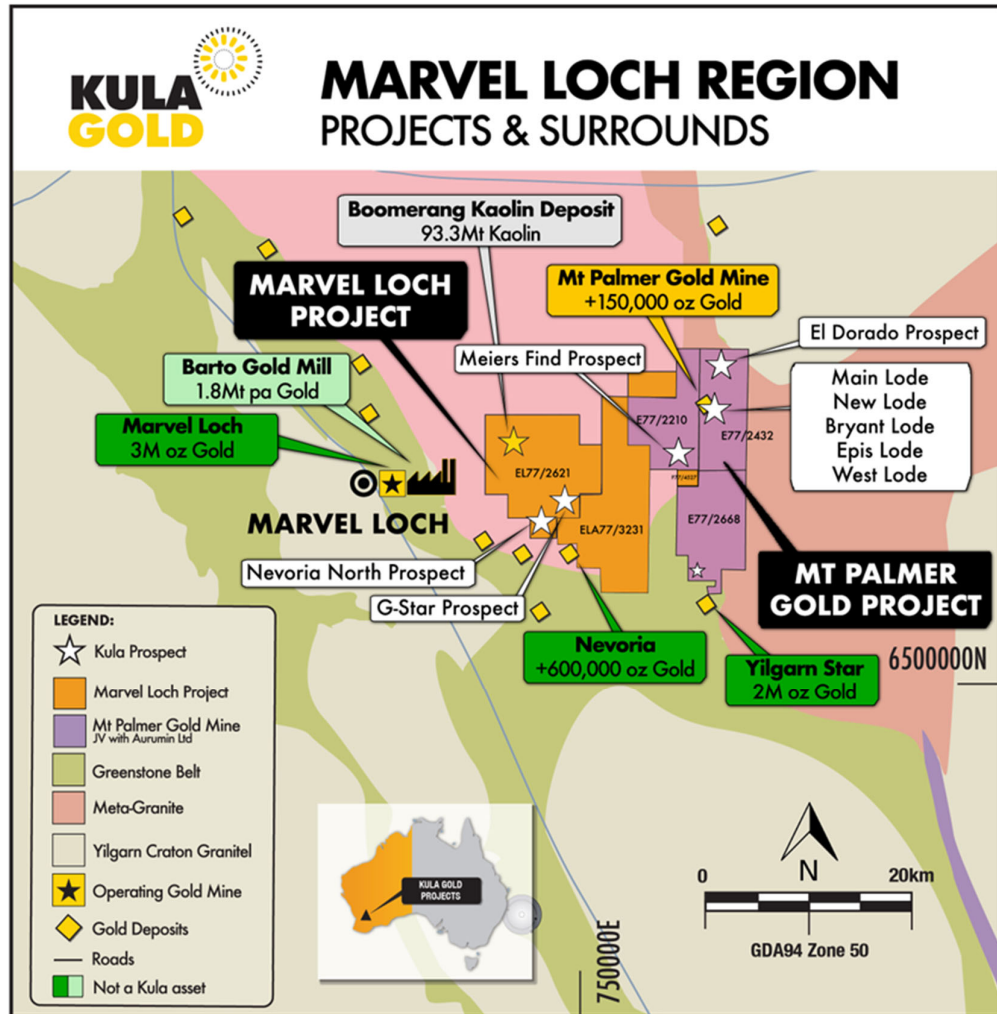 KULA
GOLD
MARVEL LOCH REGION
PROJECTS & SURROUNDS
Boomerang Kaolin Deposit
93.3Mt Kaolin
MARVEL LOCH
PROJECT
Mt Palmer Gold Mine
+150,000 oz Gold
El Dorado Prospect
Meiers Find Prospect
Barto Gold Mill
1.8Mt pa Gold
Main Lode
New Lode
Bryant Lode
Epis Lode
West Lode
Marvel Loch
3M oz Gold
E77/2210
E77/2432
EL77/2621
E77/2668
ELA77/3231
MARVEL LOCH
Nevoria North Prospect
G-Star Prospect
MT PALMER
GOLD PROJECT
Nevoria
+600,000 oz Gold
Yilgarn Star
2M oz Gold
6500000N
LEGEND:
Kula Prospect
Marvel Loch Project
Mt Palmer Gold Mine
JV with Aurumin Ltd
Greenstone Belt
Meta-Granite
Yilgarn Craton Granitel
Operating Gold Mine
Gold Deposits
Roads
Not a Kula asset
KULA GOLD
PROJECTS
750000E
N
0 20km
GDA94 Zone 50